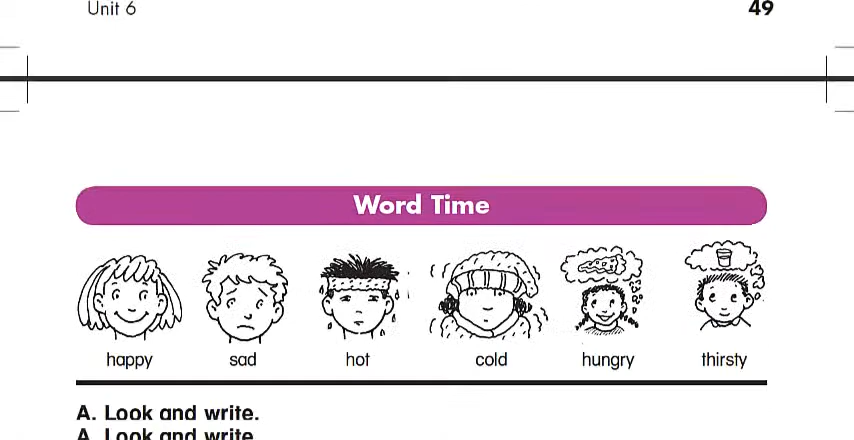 Unit 6 49
Word Time
happy sad hot cold hungry thirsty
A. Look and write.
A. Look and write